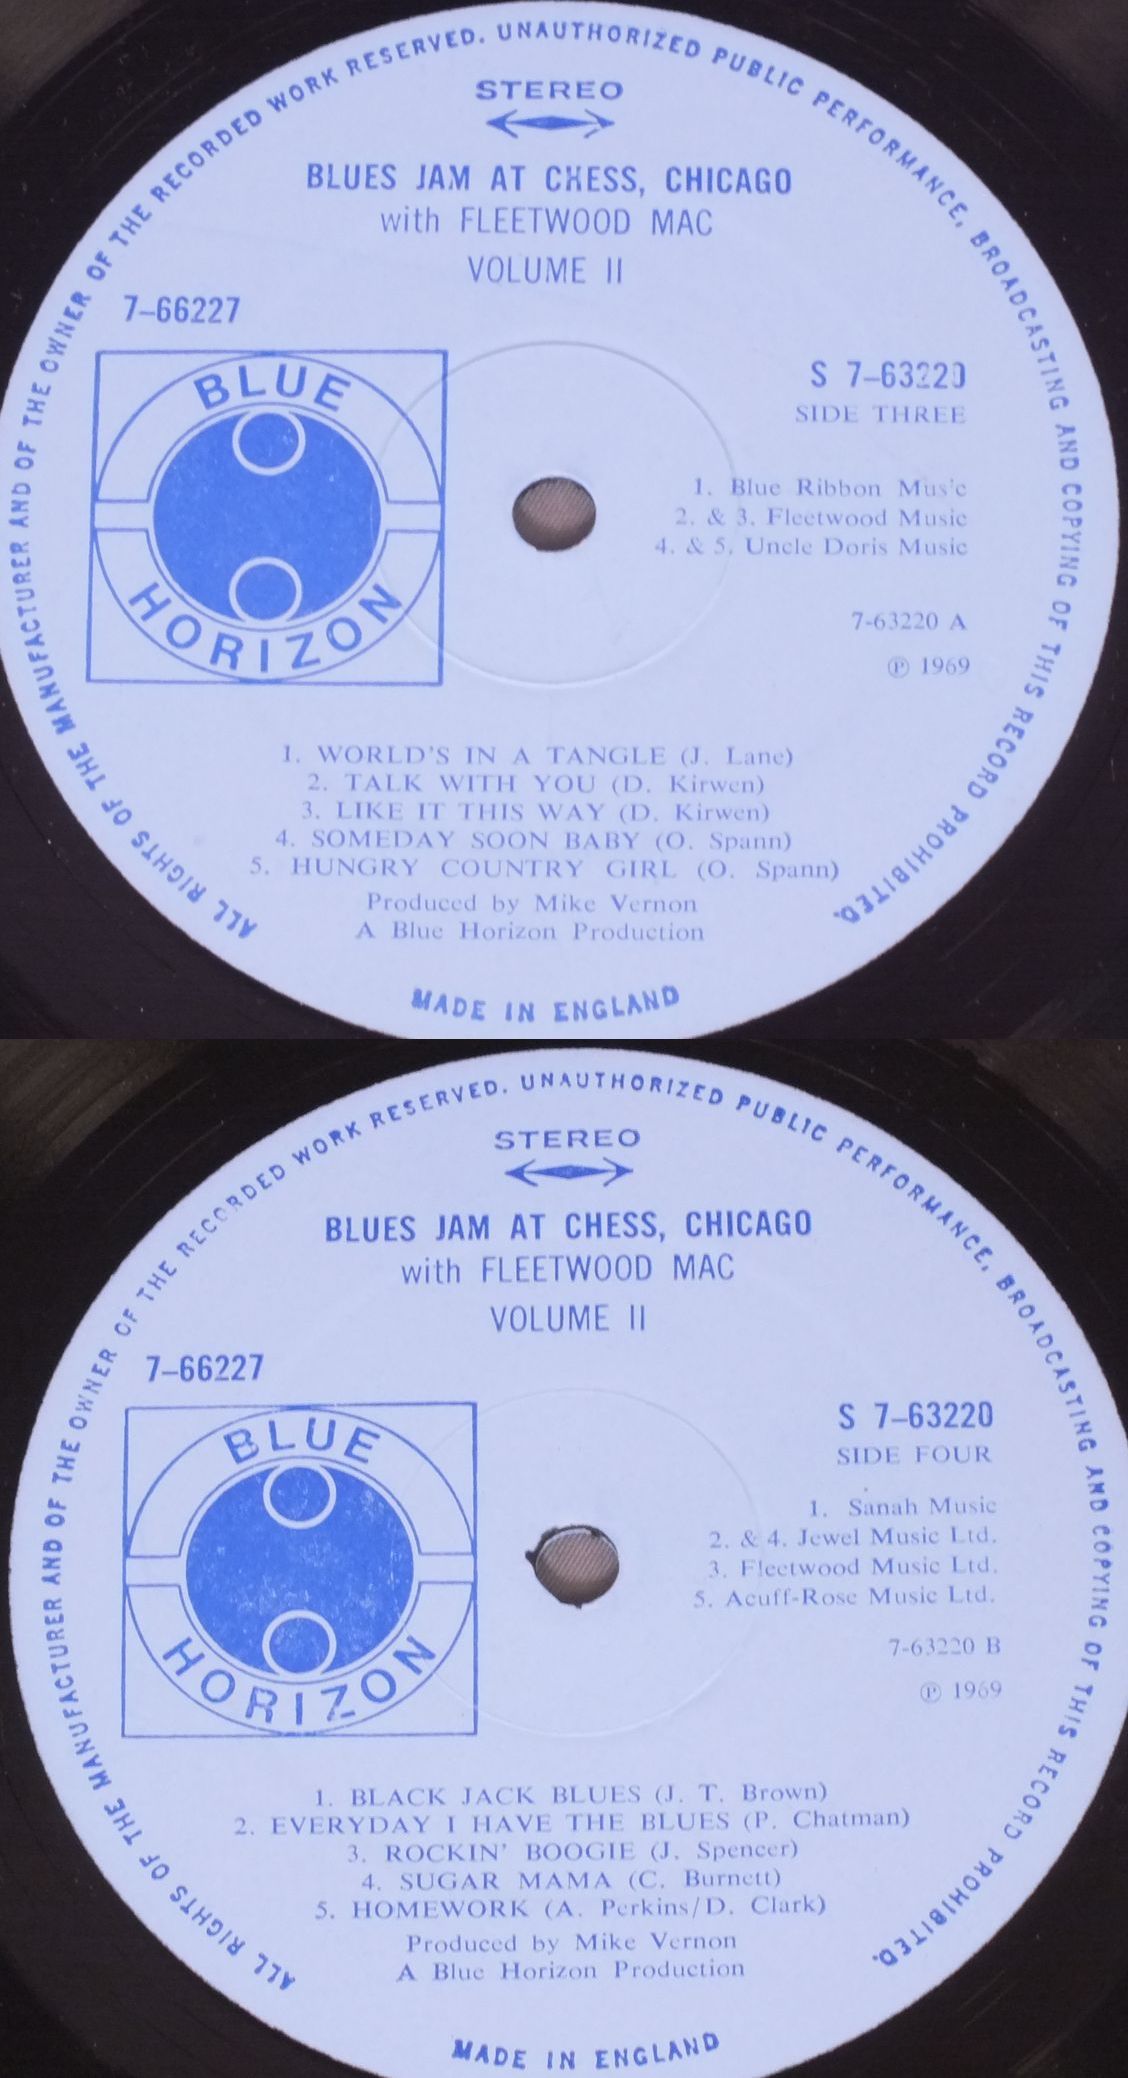 ALL RIGHTS OF THE MANUFACTURER AND OF THE OWNER OF THE RECORDED WORK RESERVED. UNAUTHORIZED PUBLIC PERFORMANCE, BROADCASTING AND COPYING OF THIS RECORD PROHIBITED.
STEREO
BLUES JAM AT CHESS, CHICAGO
with FLEETWOOD MAC
VOLUME II
7-66227
BLUE
HORIZON
S 7-63220
SIDE THREE
1. Blue Ribbon Music
2. & 3. Fleetwood Music
4. & 5. Uncle Doris Music
7-63220 A
℗ 1969
1. WORLD'S IN A TANGLE (J. Lane)
2. TALK WITH YOU (D. Kirwen)
3. LIKE IT THIS WAY (D. Kirwen)
4. SOMEDAY SOON BABY (O. Spann)
5. HUNGRY COUNTRY GIRL (O. Spann)
Produced by Mike Vernon
A Blue Horizon Production
MADE IN ENGLAND
ALL RIGHTS OF THE MANUFACTURER AND OF THE OWNER OF THE RECORDED WORK RESERVED. UNAUTHORIZED PUBLIC PERFORMANCE, BROADCASTING AND COPYING OF THIS RECORD PROHIBITED.
STEREO
BLUES JAM AT CHESS, CHICAGO
with FLEETWOOD MAC
VOLUME II
7-66227
BLUE
HORIZON
S 7-63220
SIDE FOUR
1. Sanah Music
2. & 4. Jewel Music Ltd.
3. Fleetwood Music Ltd.
5. Acuff-Rose Music Ltd.
7-63220 B
℗ 1969
1. BLACK JACK BLUES (J. T. Brown)
2. EVERYDAY I HAVE THE BLUES (P. Chatman)
3. ROCKIN' BOOGIE (J. Spencer)
4. SUGAR MAMA (C. Burnett)
5. HOMEWORK (A. Perkins/D. Clark)
Produced by Mike Vernon
A Blue Horizon Production
MADE IN ENGLAND